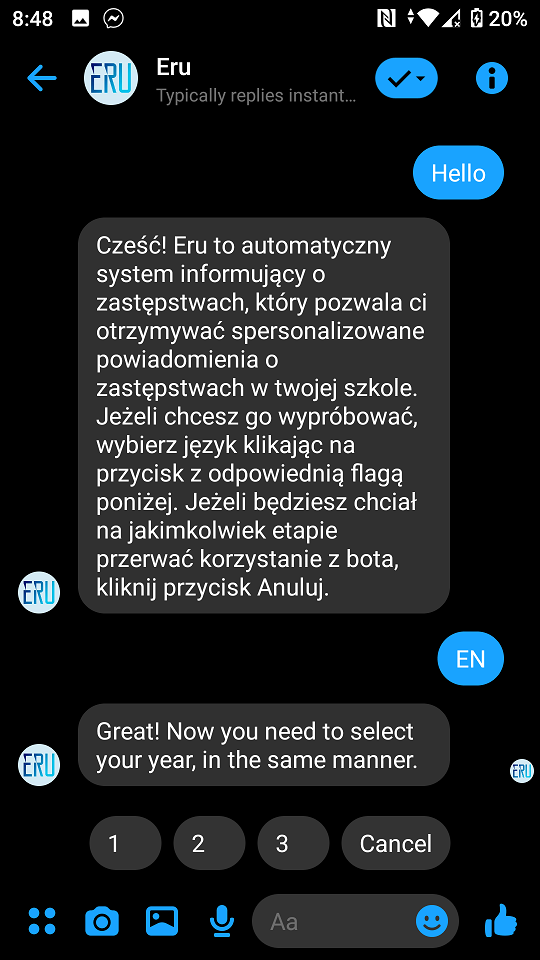 8:48
20%
ERU
Eru
Typically replies instant…
Hello
Cześć! Eru to automatyczny
system informujący o
zastępstwach, który pozwala ci
otrzymywać spersonalizowane
powiadomienia o
zastępstwach w twojej szkole.
Jeżeli chcesz go wypróbować,
wybierz język klikając na
przycisk z odpowiednią flagą
poniżej. Jeżeli będziesz chciał
na jakimkolwiek etapie
przerwać korzystanie z bota,
kliknij przycisk Anuluj.
ERU
EN
Great! Now you need to select
your year, in the same manner.
ERU
ERU
1 2 3 Cancel
Aa